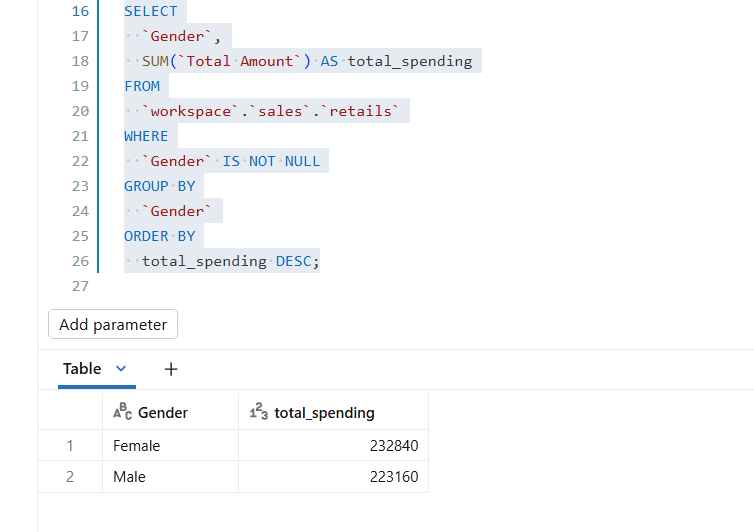 16 SELECT
17 `Gender`,
18 SUM(`Total Amount`) AS total_spending
19 FROM
20 `workspace`.`sales`.`retails`
21 WHERE
22 `Gender` IS NOT NULL
23 GROUP BY
24 `Gender`
25 ORDER BY
26 total_spending DESC;
27
Add parameter
Table +
ABC Gender 123 total_spending
1 Female 232840
2 Male 223160